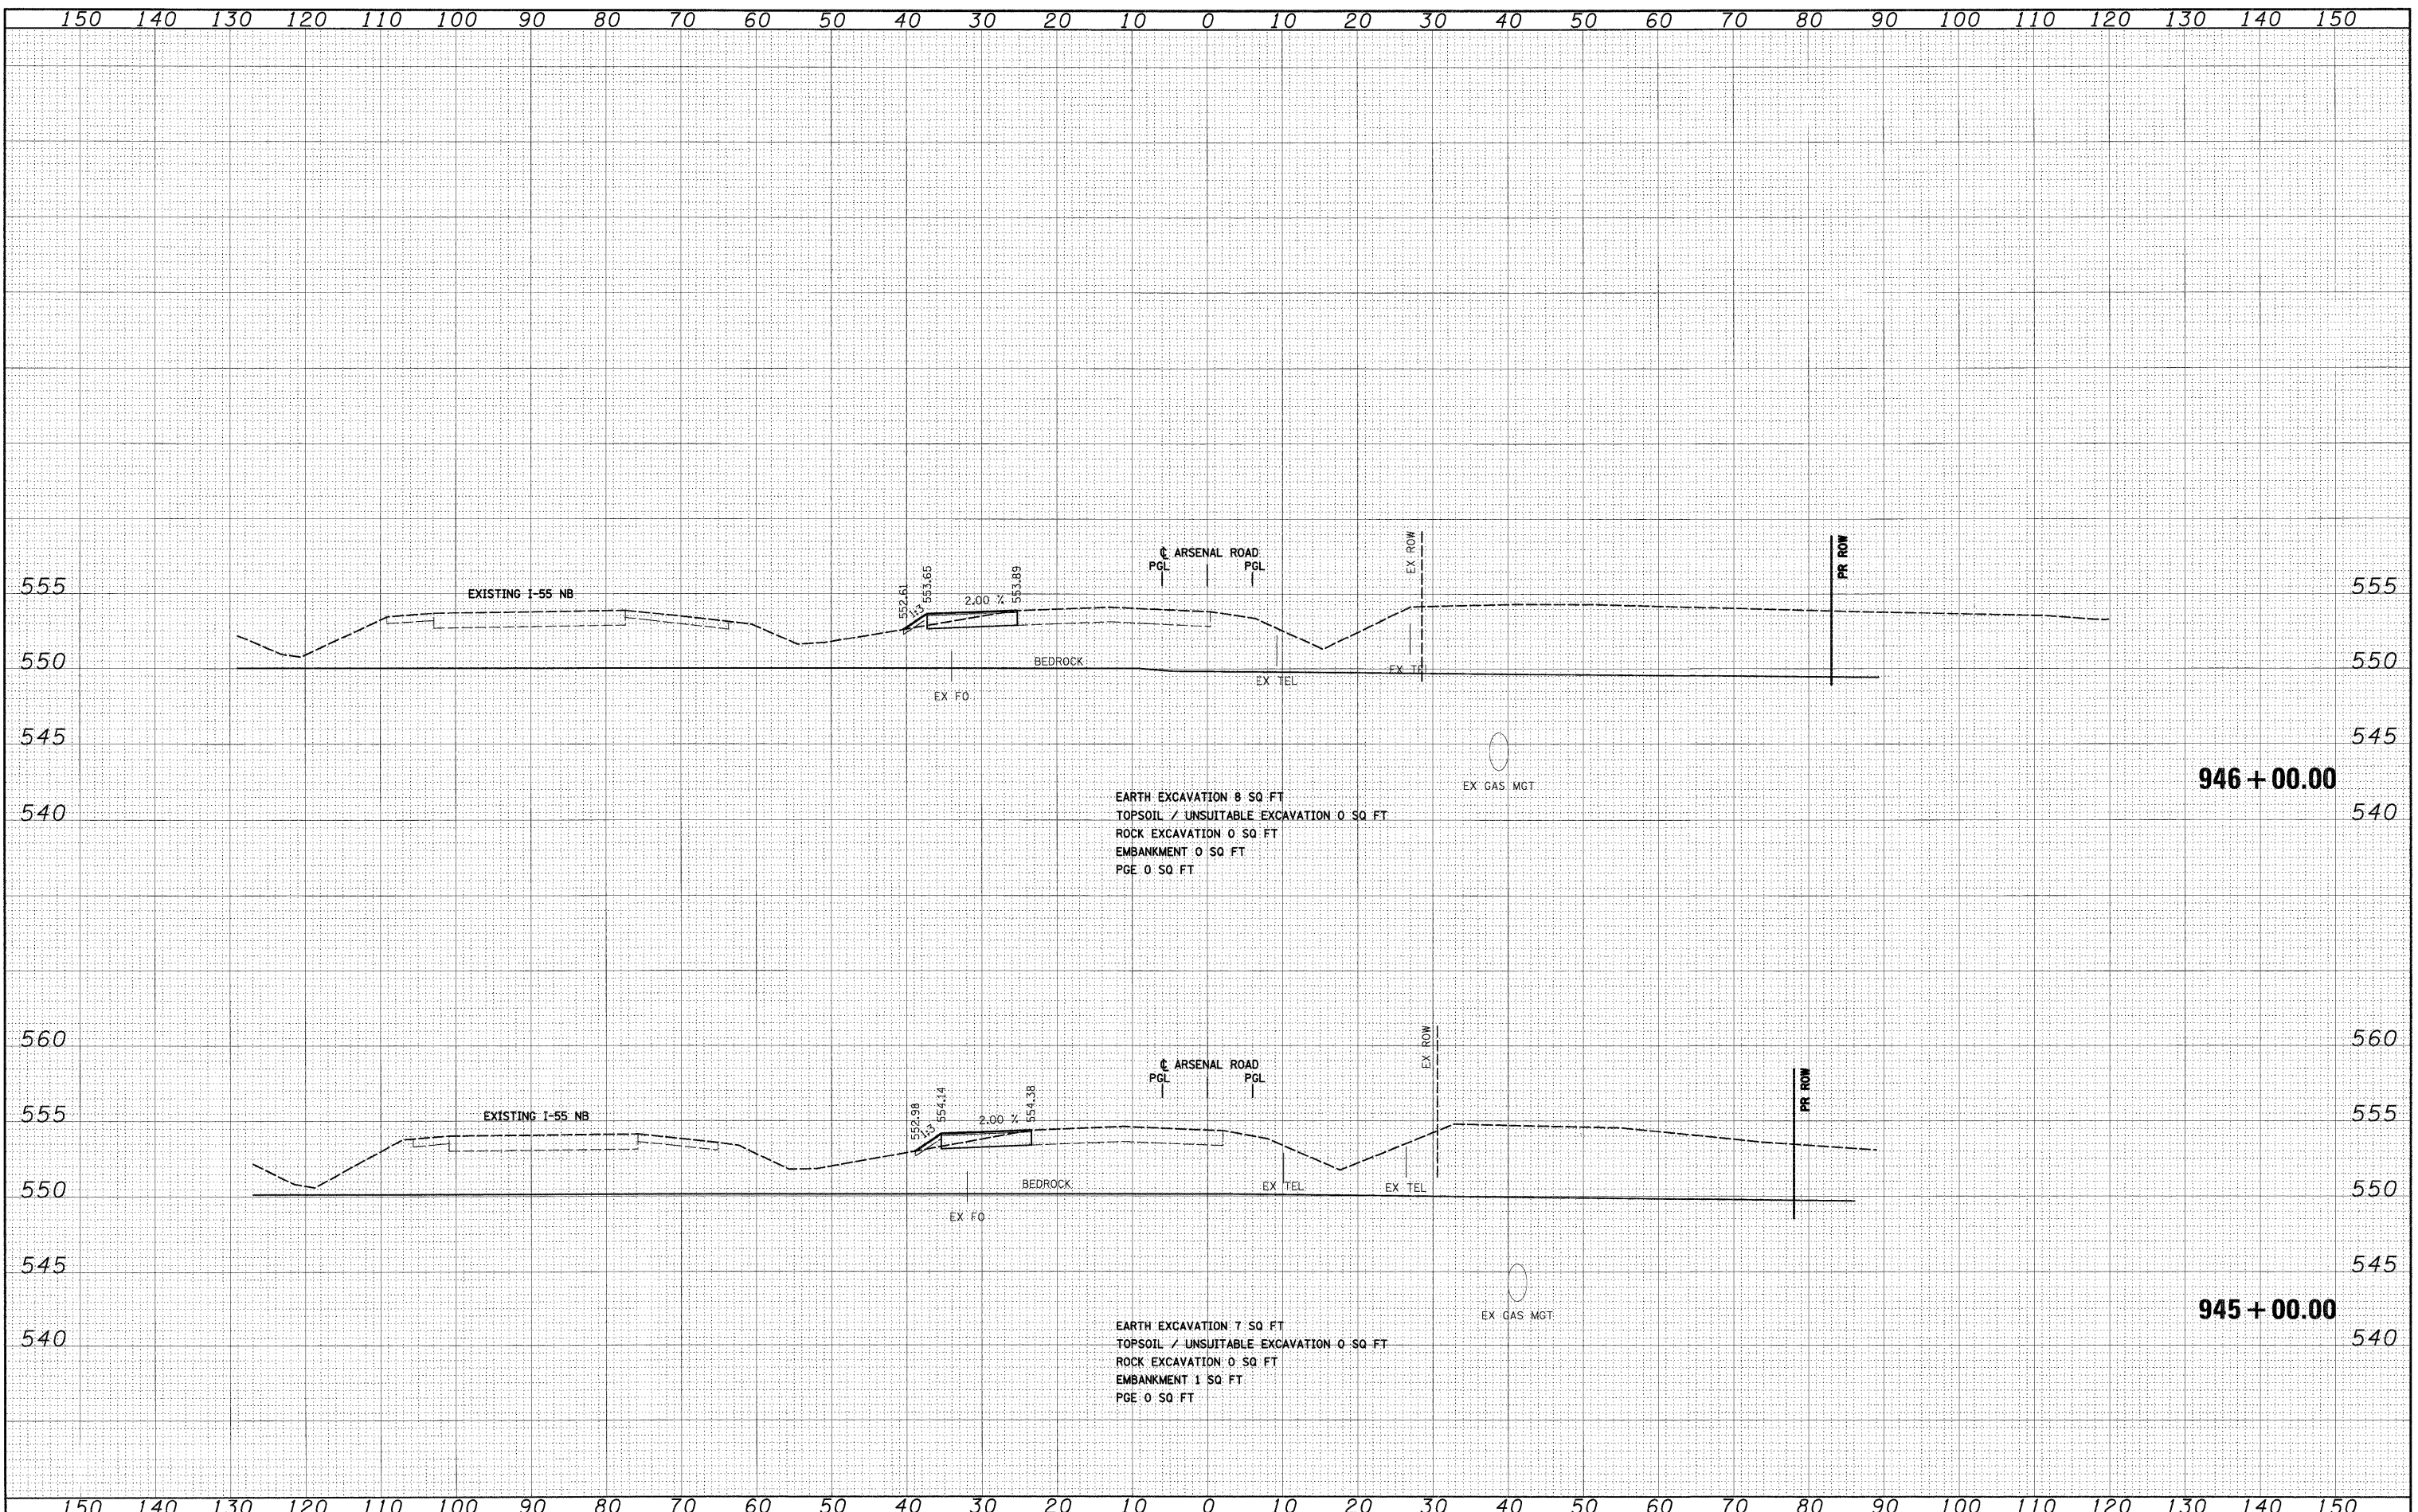 150 140 130 120 110 100 90 80 70 60 50 40 30 20 10 0 10 20 30 40 50 60 70 80 90 100 110 120 130 140 150
EX ROW
PR ROW
℄ ARSENAL ROAD
PGL PGL
555 555
EXISTING I-55 NB
552.61
1:3
553.65
2.00 %
553.89
550 550
BEDROCK
EX FO
EX TEL
EX TEL
545 545
EX GAS MGT
946 + 00.00
540 540
EARTH EXCAVATION 8 SQ FT
TOPSOIL / UNSUITABLE EXCAVATION 0 SQ FT
ROCK EXCAVATION 0 SQ FT
EMBANKMENT 0 SQ FT
PGE 0 SQ FT
560 560
EX ROW
PR ROW
℄ ARSENAL ROAD
PGL PGL
555 555
EXISTING I-55 NB
552.98
1:3
554.14
2.00 %
554.38
550 550
BEDROCK
EX FO
EX TEL
EX TEL
545 545
EX GAS MGT
945 + 00.00
540 540
EARTH EXCAVATION 7 SQ FT
TOPSOIL / UNSUITABLE EXCAVATION 0 SQ FT
ROCK EXCAVATION 0 SQ FT
EMBANKMENT 1 SQ FT
PGE 0 SQ FT
150 140 130 120 110 100 90 80 70 60 50 40 30 20 10 0 10 20 30 40 50 60 70 80 90 100 110 120 130 140 150